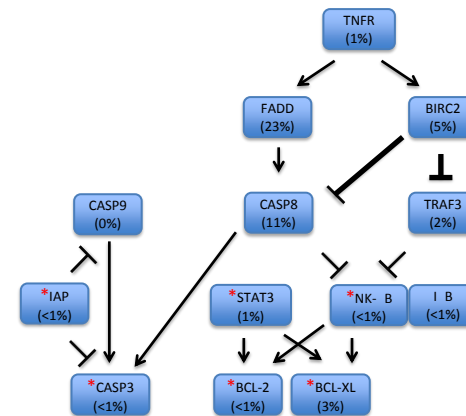 TNFR
(1%)
FADD
(23%)
BIRC2
(5%)
CASP9
(0%)
CASP8
(11%)
TRAF3
(2%)
*IAP
(<1%)
*STAT3
(1%)
*NK- B
(<1%)
I B
(<1%)
*CASP3
(<1%)
*BCL-2
(<1%)
*BCL-XL
(3%)